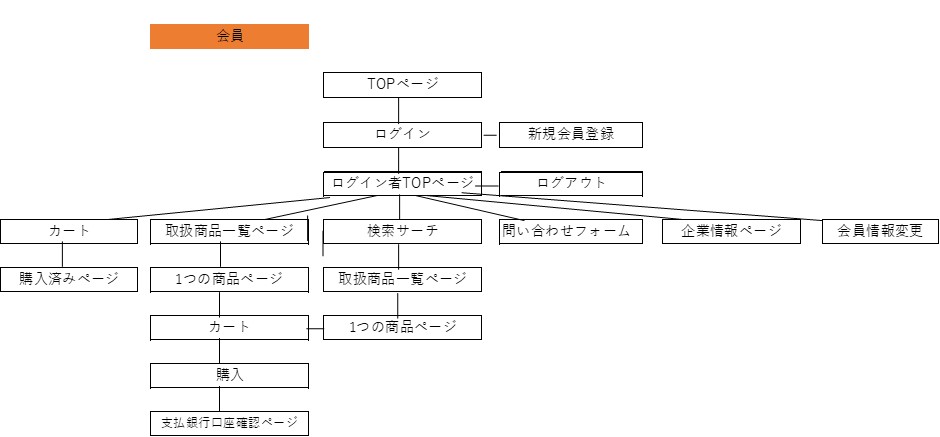 会員
TOPページ
ログイン
新規会員登録
ログイン者TOPページ
ログアウト
カート
取扱商品一覧ページ
検索サーチ
問い合わせフォーム
企業情報ページ
会員情報変更
購入済みページ
1つの商品ページ
取扱商品一覧ページ
カート
1つの商品ページ
購入
支払銀行口座確認ページ